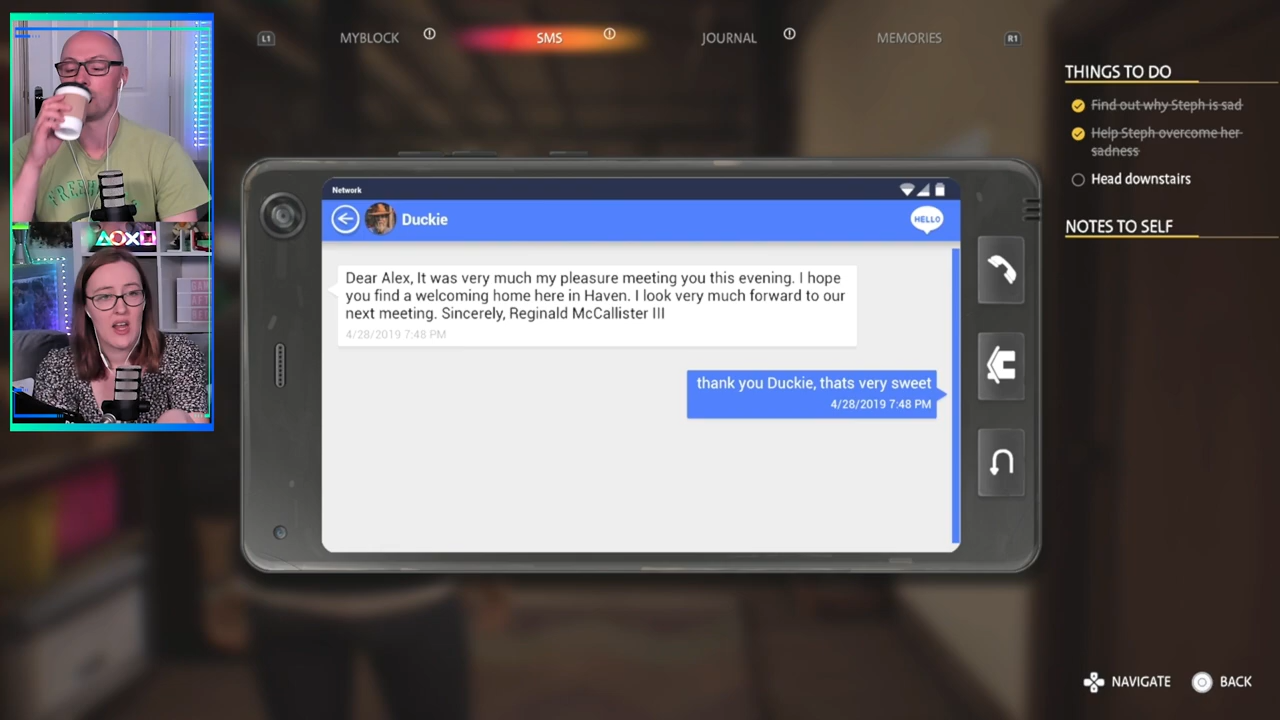 L1
MYBLOCK
SMS
JOURNAL
MEMORIES
R1
THINGS TO DO
Find out why Steph is sad
Help Steph overcome her
sadness
Head downstairs
NOTES TO SELF
Network
Duckie
HELLO
Dear Alex, It was very much my pleasure meeting you this evening. I hope
you find a welcoming home here in Haven. I look very much forward to our
next meeting. Sincerely, Reginald McCallister III
4/28/2019 7:48 PM
thank you Duckie, thats very sweet
4/28/2019 7:48 PM
NAVIGATE
BACK